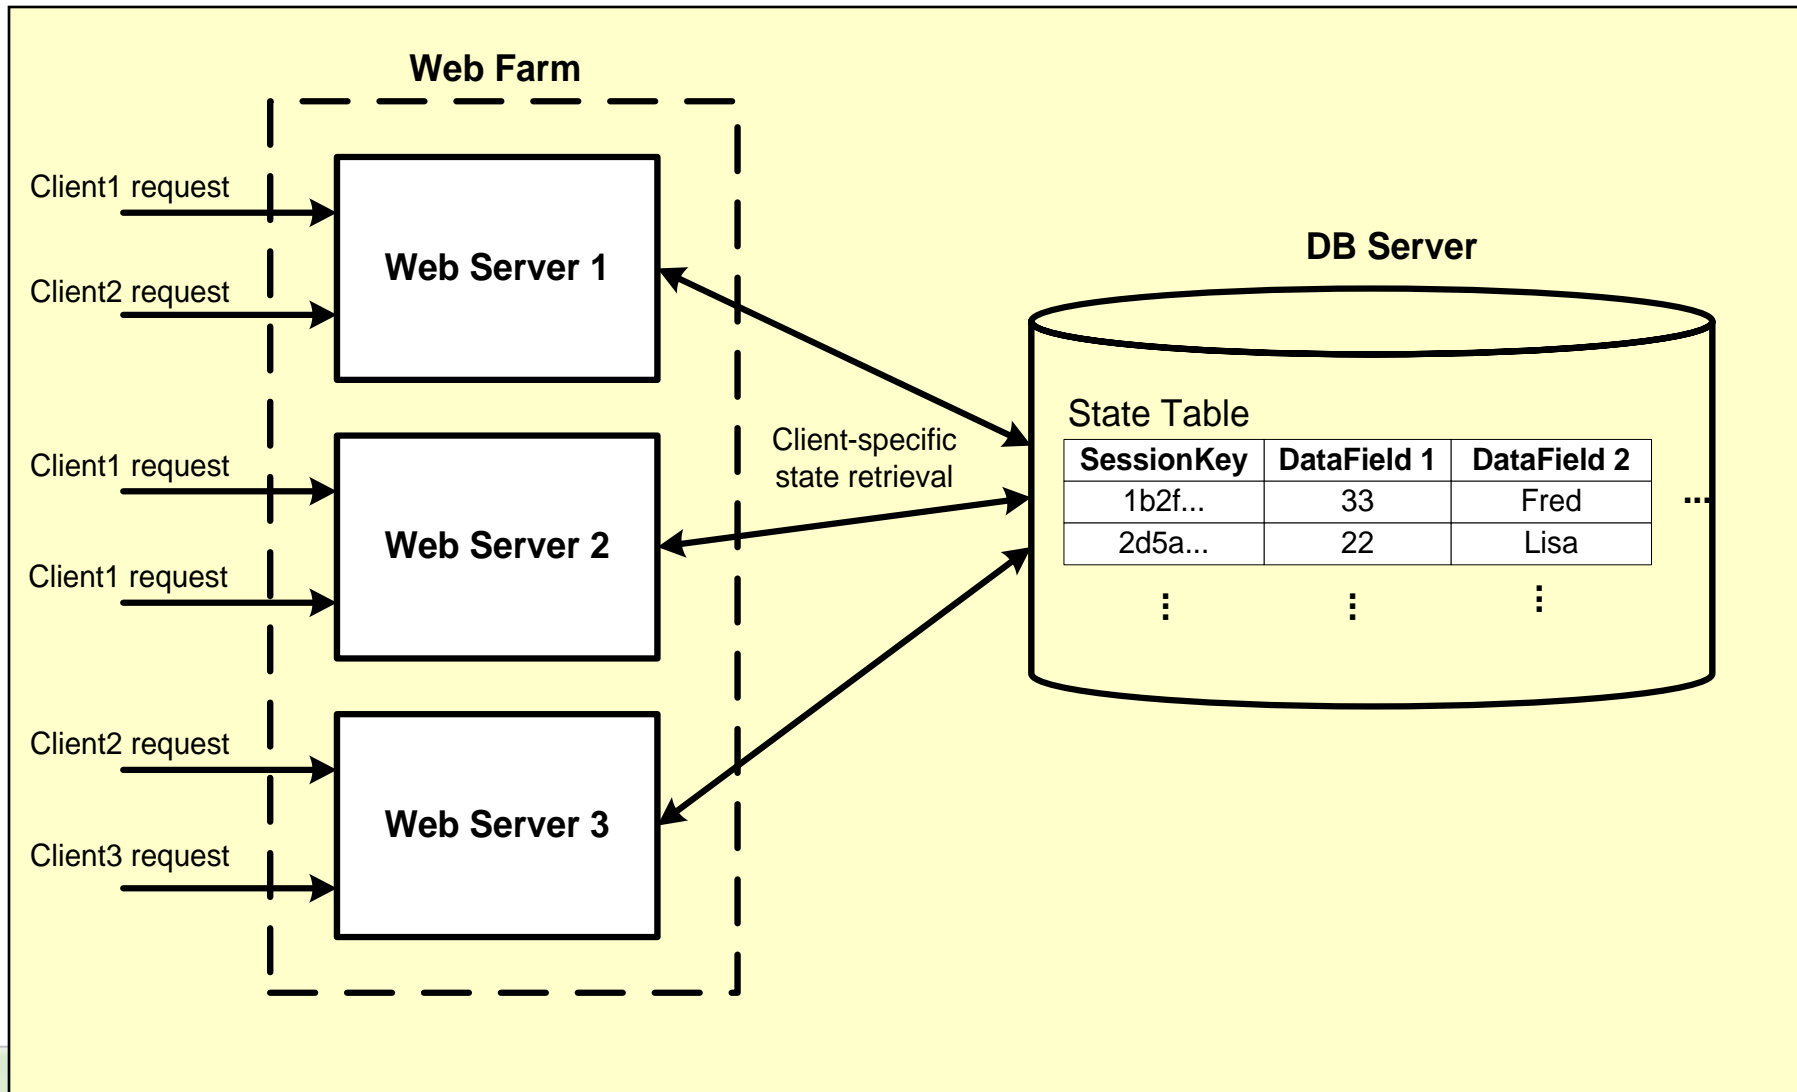 Web Farm
Client1 request
Client2 request
Web Server 1
Client1 request
Client1 request
Web Server 2
Client2 request
Client3 request
Web Server 3
Client-specific
state retrieval
DB Server
State Table
SessionKey DataField 1 DataField 2
1b2f... 33 Fred ...
2d5a... 22 Lisa
... ... ...